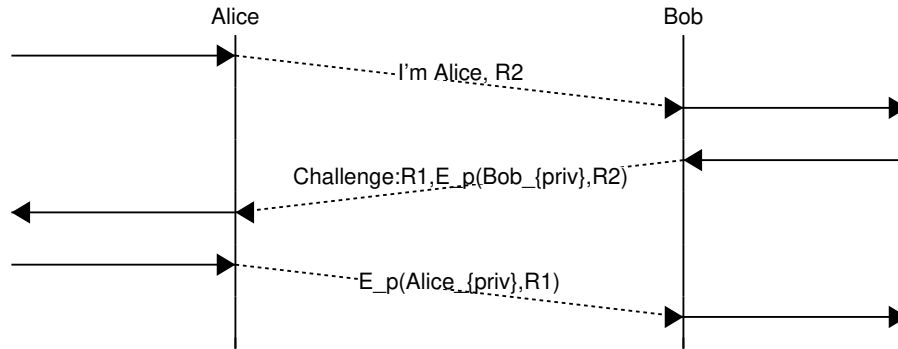 Alice Bob
I'm Alice, R2
Challenge:R1,E_p(Bob_{priv},R2)
E_p(Alice_{priv},R1)